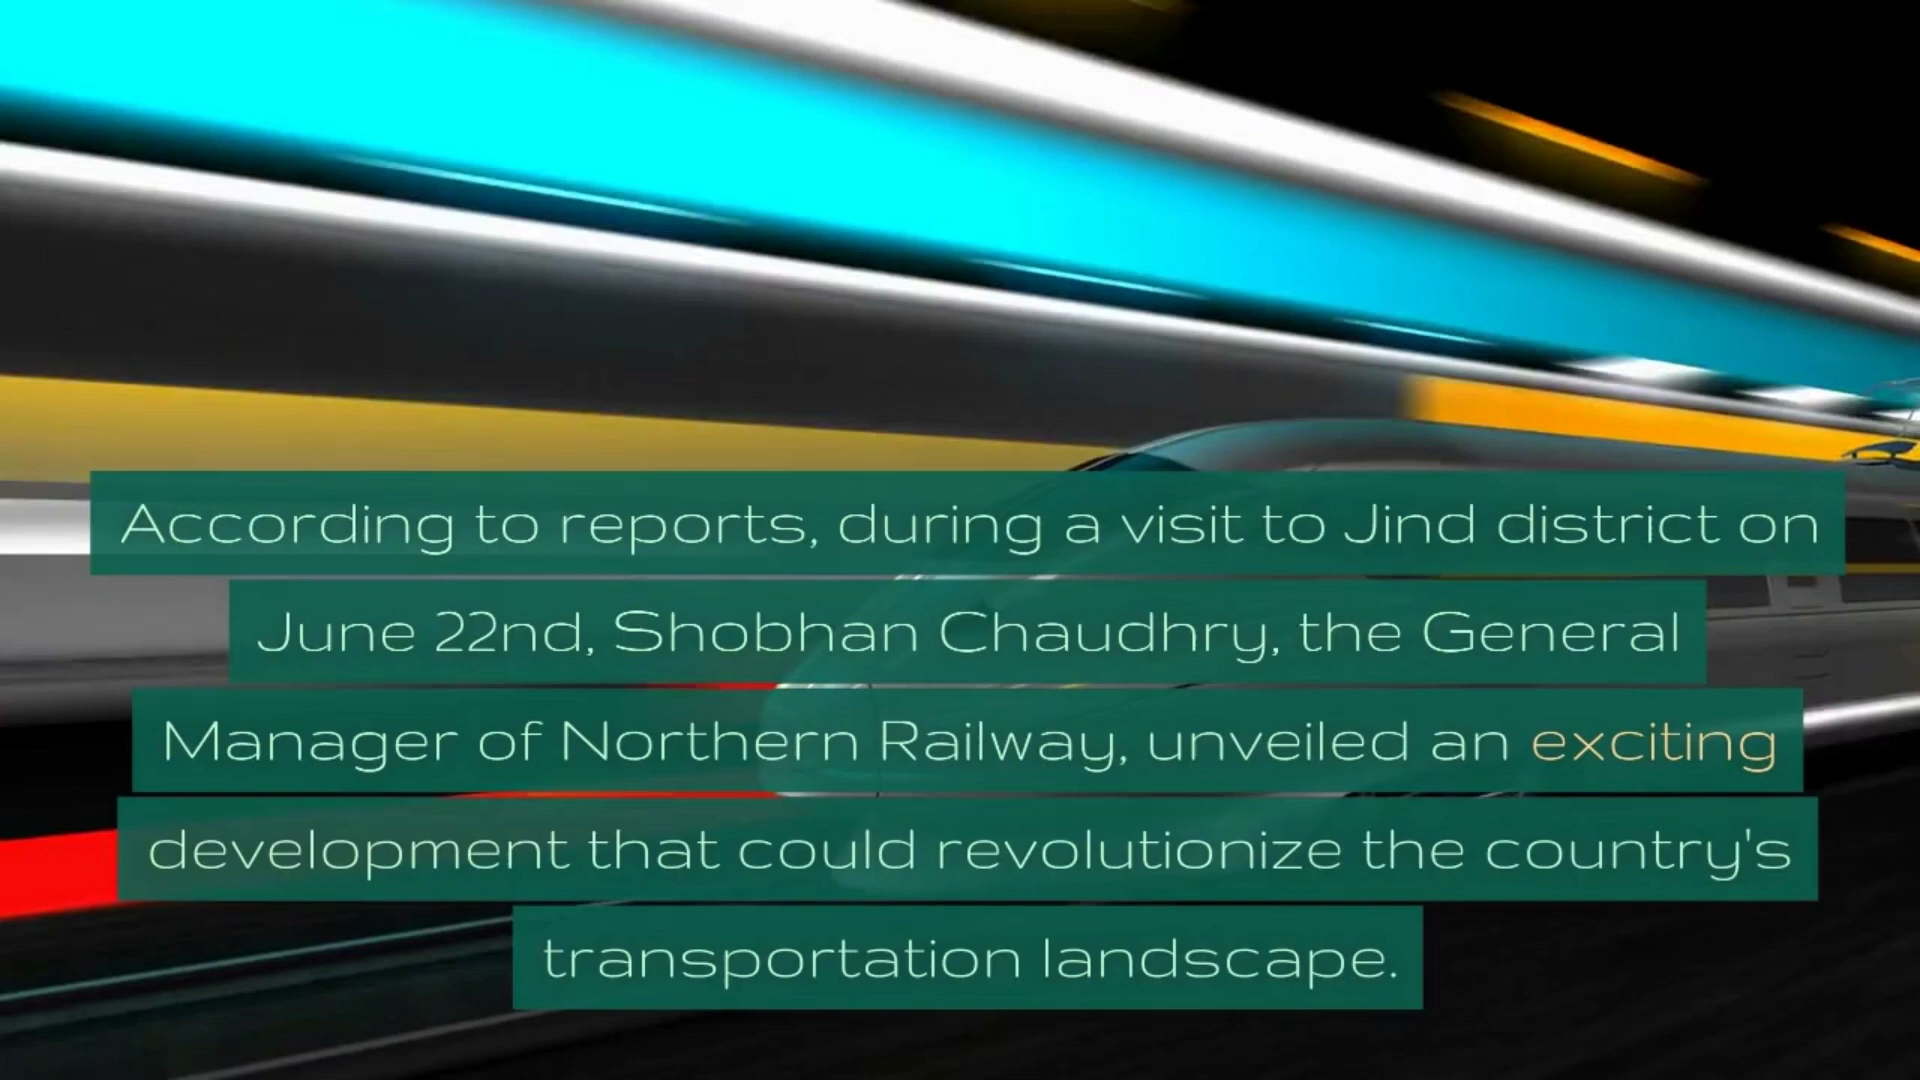 According to reports, during a visit to Jind district on
June 22nd, Shobhan Chaudhry, the General
Manager of Northern Railway, unveiled an exciting
development that could revolutionize the country's
transportation landscape.